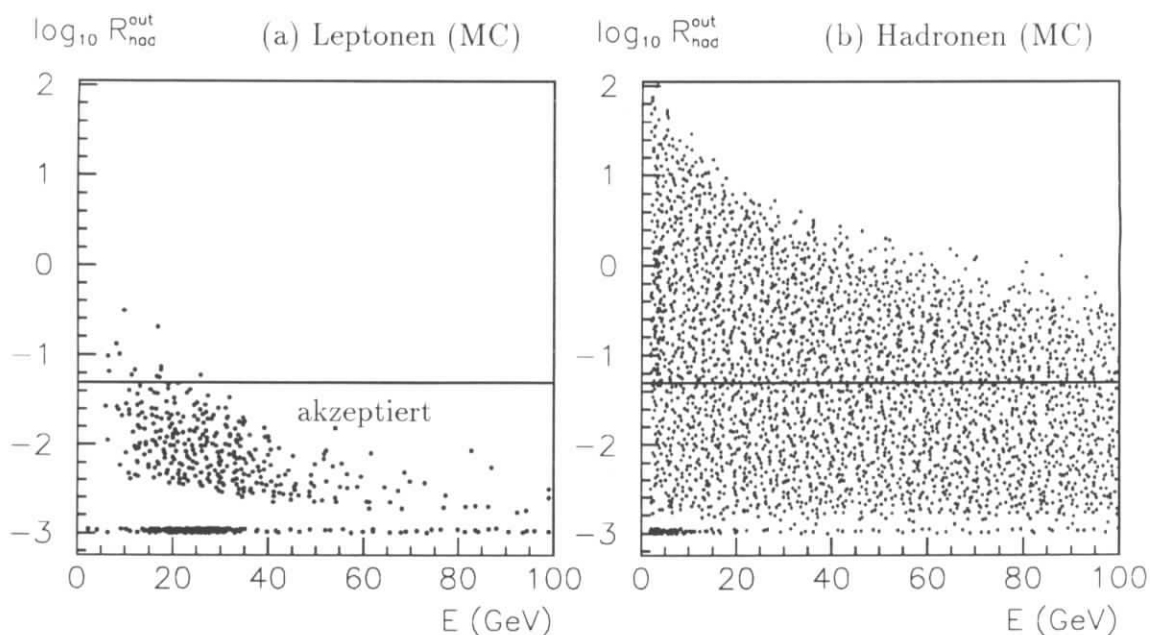 log₁₀ R^out_had (a) Leptonen (MC)
2
1
0
−1
−2
−3
akzeptiert
0 20 40 60 80 100
E (GeV)
log₁₀ R^out_had (b) Hadronen (MC)
2
1
0
−1
−2
−3
0 20 40 60 80 100
E (GeV)